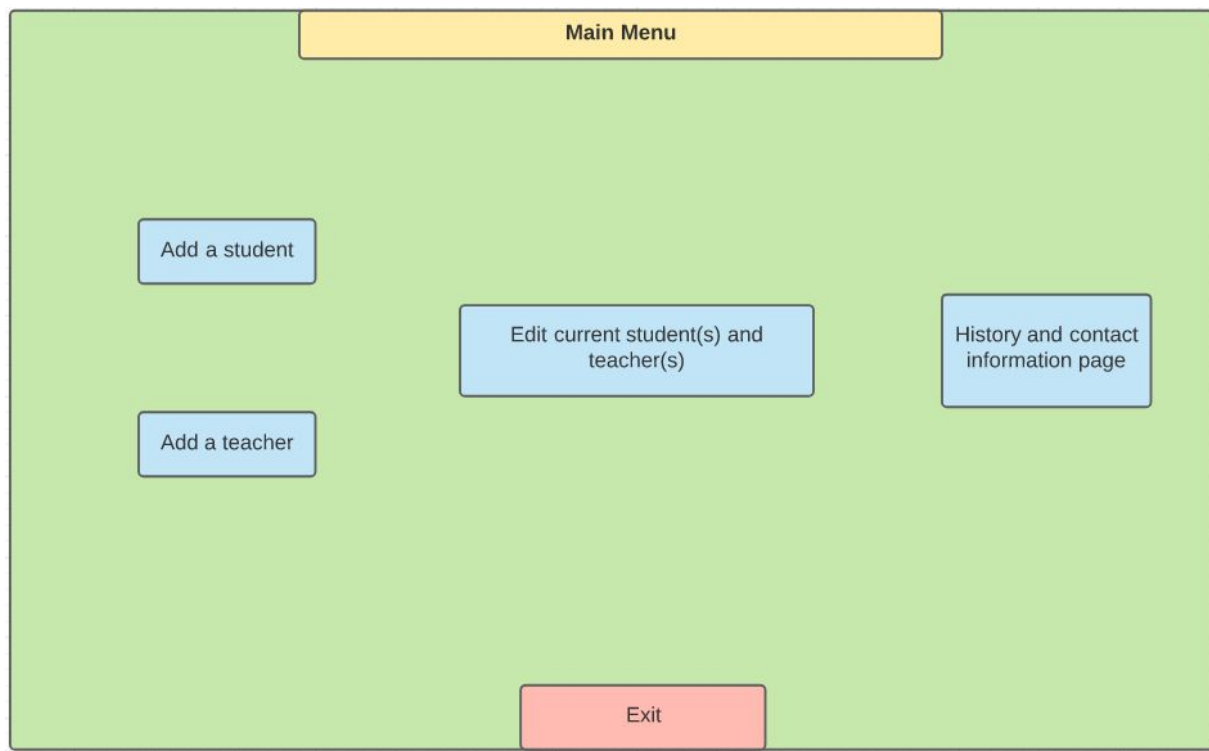 Main Menu
Add a student
Edit current student(s) and
teacher(s)
History and contact
information page
Add a teacher
Exit